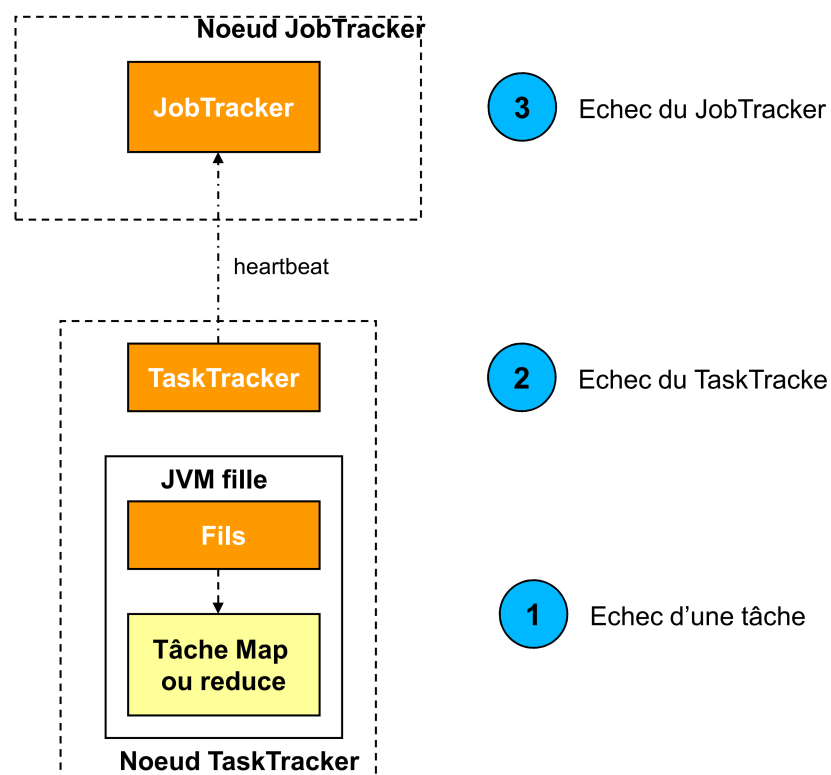 Noeud JobTracker
JobTracker
3
Echec du JobTracker
heartbeat
TaskTracker
2
Echec du TaskTracke
JVM fille
Fils
1
Echec d’une tâche
Tâche Map
ou reduce
Noeud TaskTracker